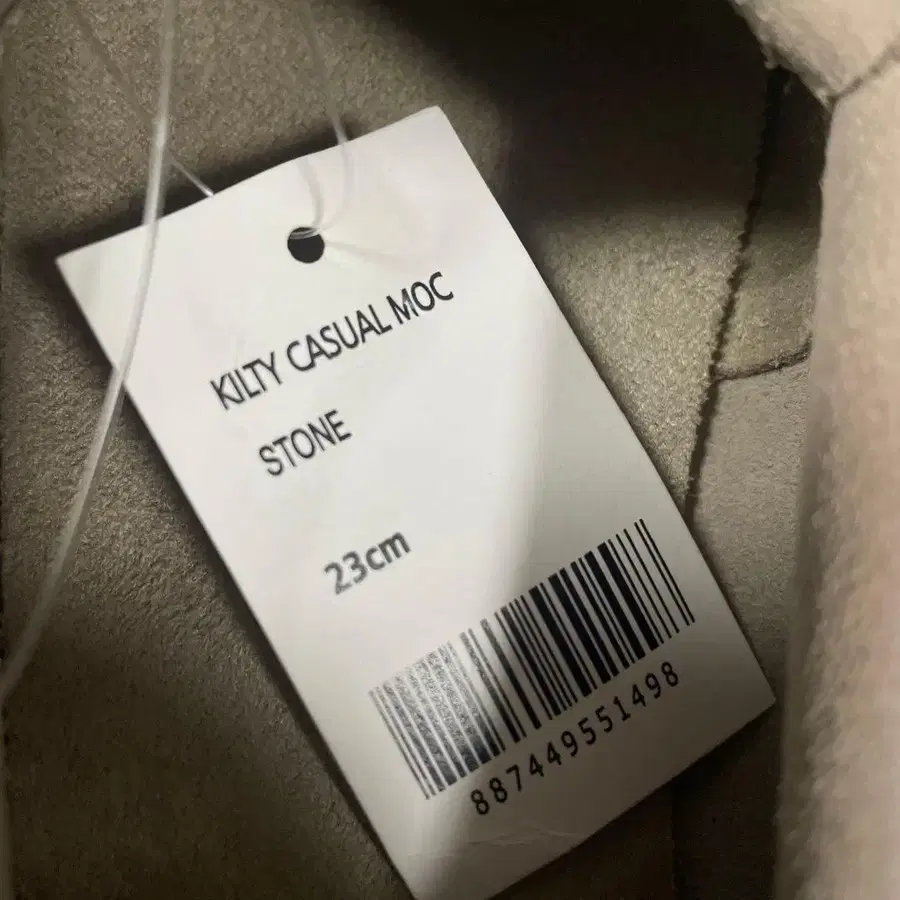 KILTY CASUAL MOC
STONE
23cm
887449551498